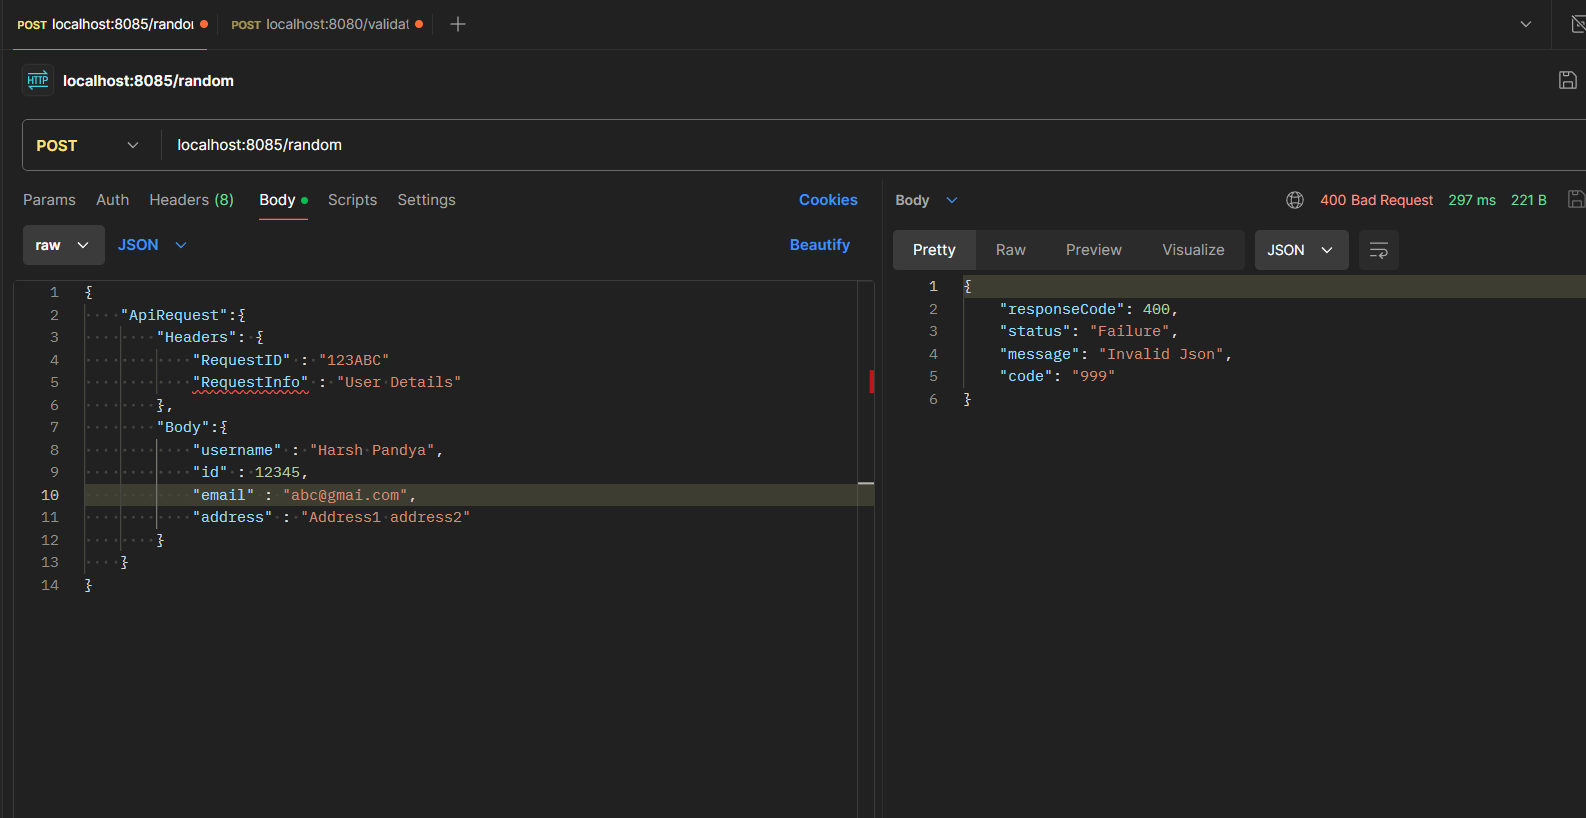 POST localhost:8085/rando
POST localhost:8080/validat
HTTP localhost:8085/random
POST localhost:8085/random
Params Auth Headers (8) Body Scripts Settings Cookies
raw JSON Beautify
1 {
2 "ApiRequest":{
3 "Headers": {
4 "RequestID" : "123ABC"
5 "RequestInfo" : "User Details"
6 },
7 "Body":{
8 "username" : "Harsh Pandya",
9 "id" : 12345,
10 "email" : "abc@gmai.com",
11 "address" : "Address1 address2"
12 }
13 }
14 }
Body 400 Bad Request 297 ms 221 B
Pretty Raw Preview Visualize JSON
1 {
2 "responseCode": 400,
3 "status": "Failure",
4 "message": "Invalid Json",
5 "code": "999"
6 }